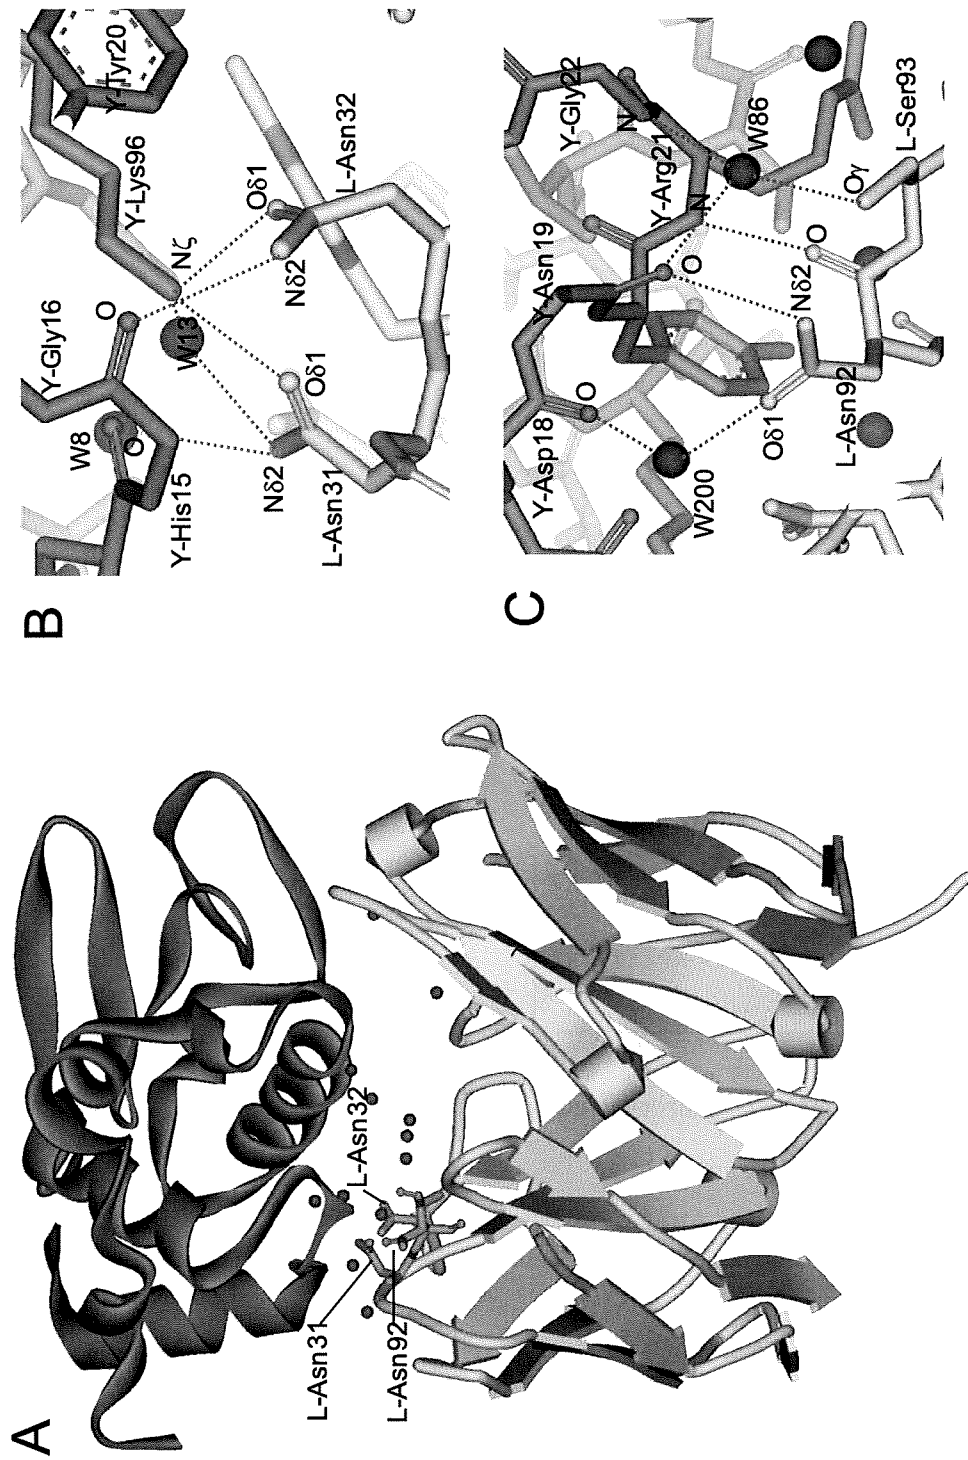 A
L-Asn31
L-Asn92
L-Asn32
B
W8
O
Y-His15
Y-Gly16
O
W13
Y-Lys96
Nζ
Y-Tyr20
Nδ2
L-Asn31
Oδ1
Nδ2
Oδ1
L-Asn32
C
Y-Asp18
O
W200
Y-Asn19
O
Y-Arg21
N
Y-Gly22
N
W86
Oδ1
L-Asn92
Nδ2
O
Oγ
L-Ser93